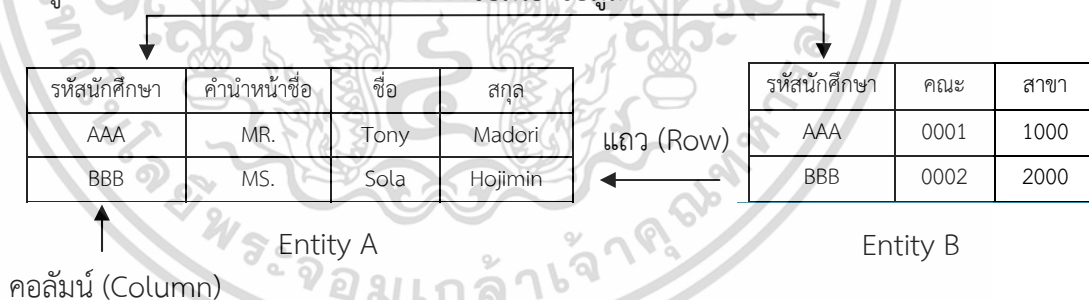 รหัสนักศึกษา คำนำหน้าชื่อ ชื่อ สกุล
AAA MR. Tony Madori
BBB MS. Sola Hojimin
แถว (Row)
รหัสนักศึกษา คณะ สาขา
AAA 0001 1000
BBB 0002 2000
Entity A
Entity B
คอลัมน์ (Column)